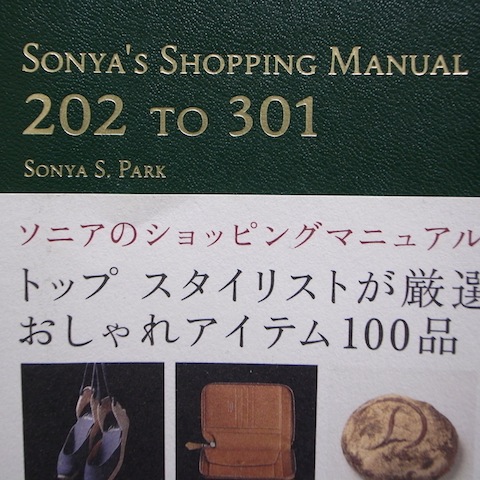 SONYA'S SHOPPING MANUAL
202 TO 301
SONYA S. PARK
ソニアのショッピングマニュアル
トップ スタイリストが厳選
おしゃれアイテム100品